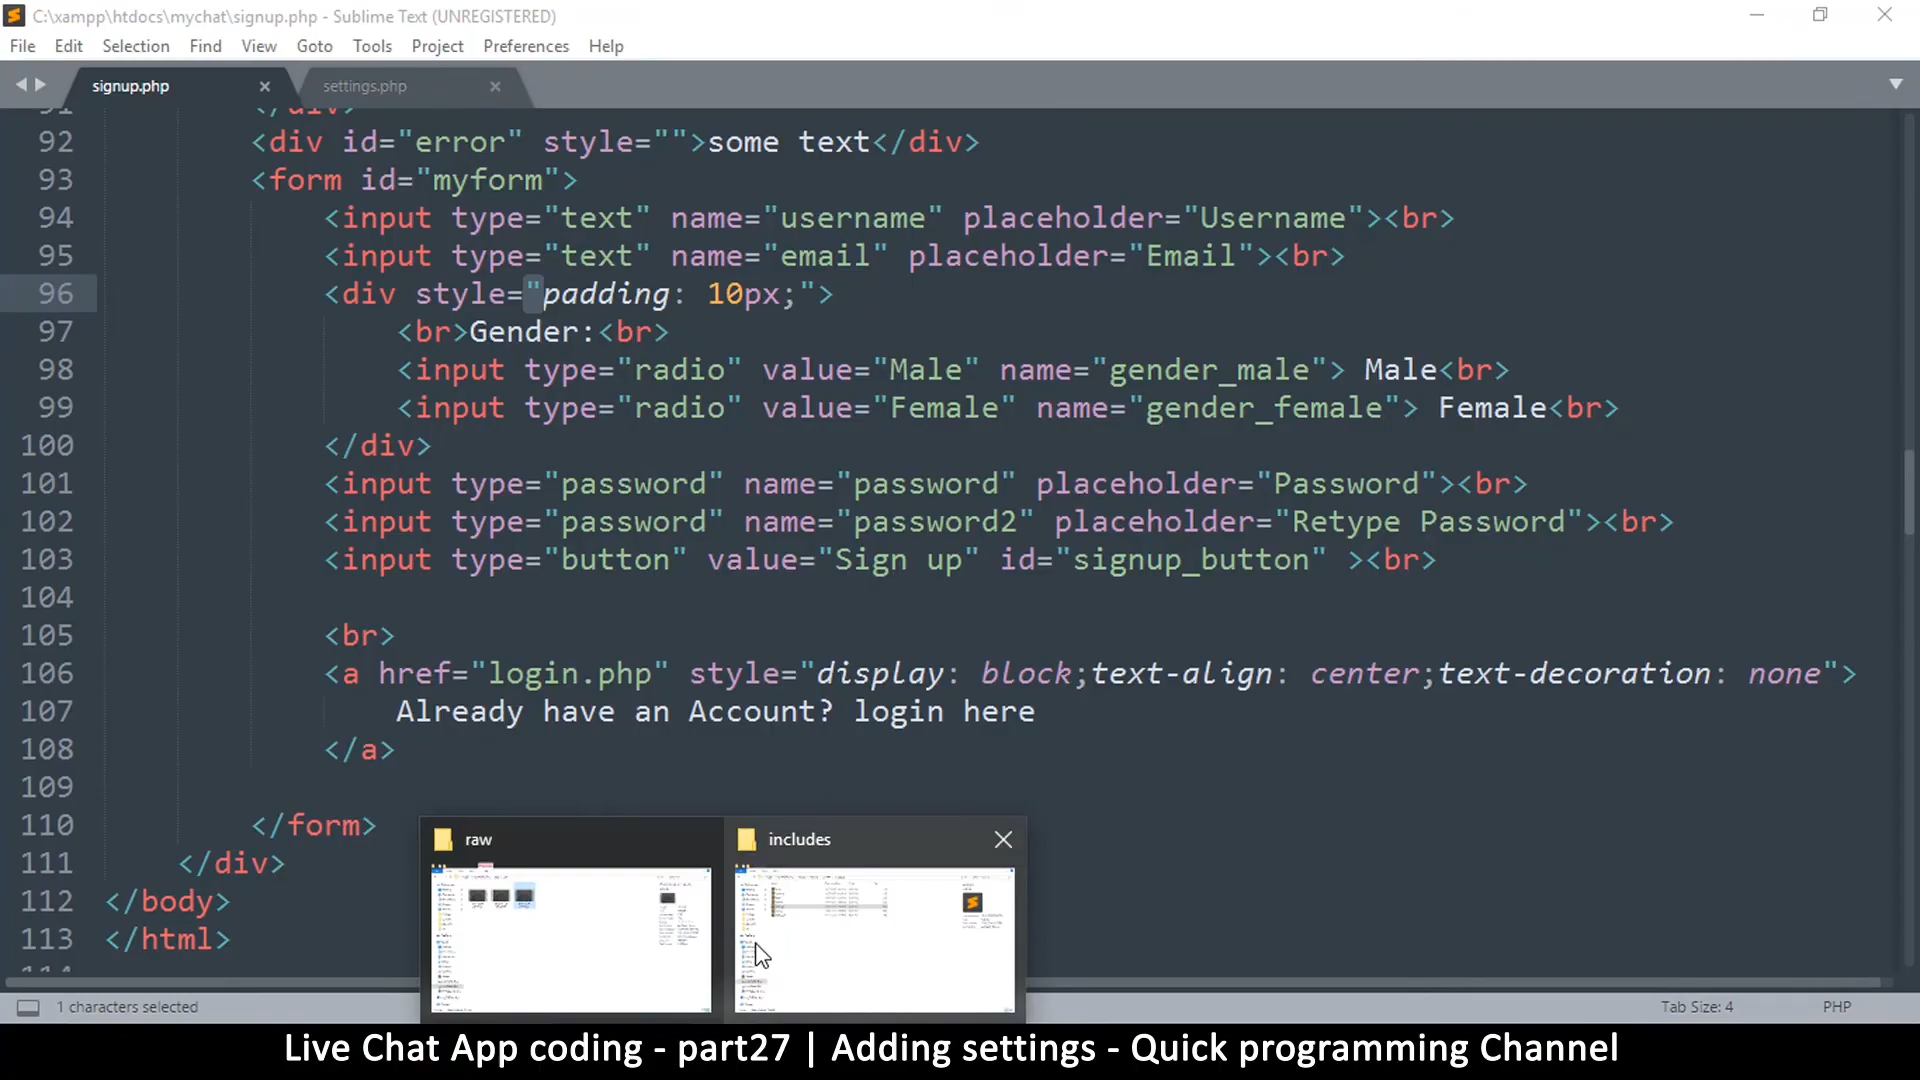 C:\xampp\htdocs\mychat\signup.php - Sublime Text (UNREGISTERED)
File Edit Selection Find View Goto Tools Project Preferences Help
signup.php settings.php
91 </div>
92 <div id="error" style="">some text</div>
93 <form id="myform">
94 <input type="text" name="username" placeholder="Username"><br>
95 <input type="text" name="email" placeholder="Email"><br>
96 <div style="padding: 10px;">
97 <br>Gender:<br>
98 <input type="radio" value="Male" name="gender_male"> Male<br>
99 <input type="radio" value="Female" name="gender_female"> Female<br>
100 </div>
101 <input type="password" name="password" placeholder="Password"><br>
102 <input type="password" name="password2" placeholder="Retype Password"><br>
103 <input type="button" value="Sign up" id="signup_button" ><br>
104
105 <br>
106 <a href="login.php" style="display: block;text-align: center;text-decoration: none">
107 Already have an Account? login here
108 </a>
109
110 </form>
raw includes
111 </div>
112 </body>
113 </html>
114
1 characters selected Tab Size: 4 PHP
Live Chat App coding - part27 | Adding settings - Quick programming Channel